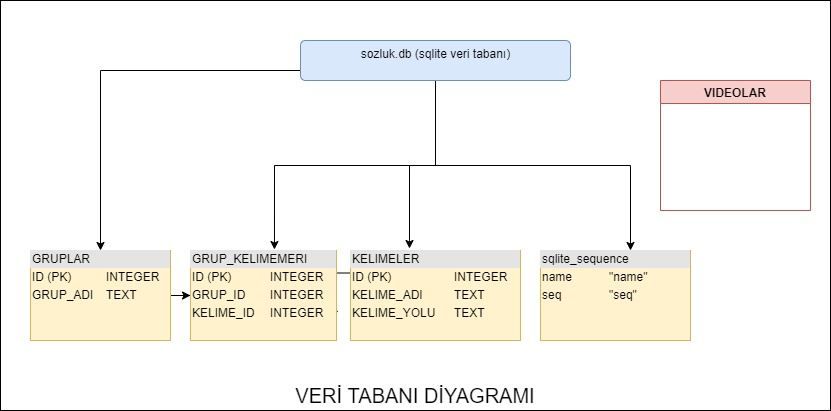 sozluk.db (sqlite veri tabanı)
VIDEOLAR
GRUPLAR
ID (PK) INTEGER
GRUP_ADI TEXT
GRUP_KELIMEMERI
ID (PK) INTEGER
GRUP_ID INTEGER
KELIME_ID INTEGER
KELIMELER
ID (PK) INTEGER
KELIME_ADI TEXT
KELIME_YOLU TEXT
sqlite_sequence
name "name"
seq "seq"
VERİ TABANI DİYAGRAMI